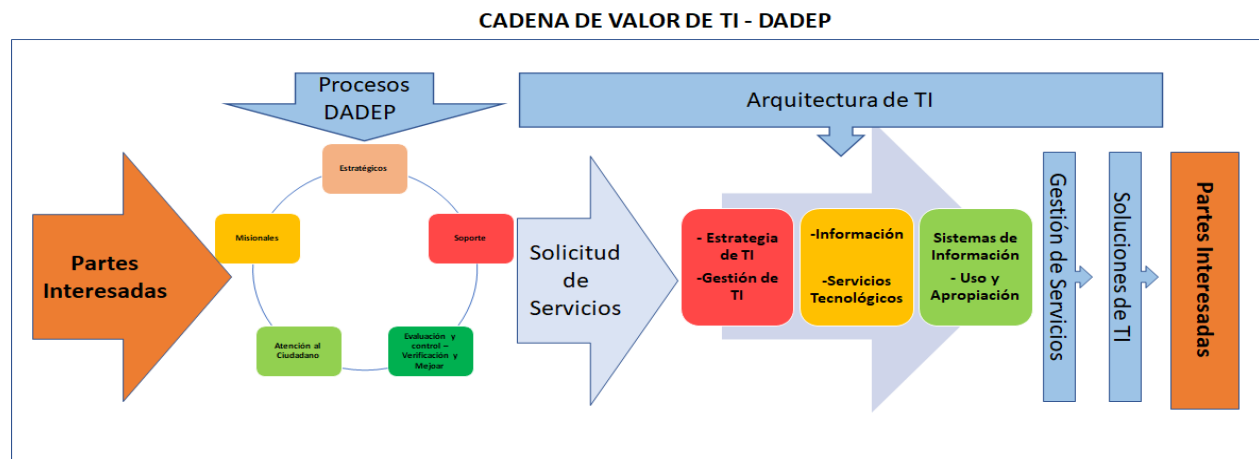 CADENA DE VALOR DE TI - DADEP
Procesos
DADEP
Arquitectura de TI
Partes
Interesadas
Estratégicos
Misionales
Soporte
Atención al
Ciudadano
Evaluación y
control –
Verificación y
Mejoar
Solicitud
de
Servicios
- Estrategia
de TI
-Gestión de
TI
-Información
-Servicios
Tecnológicos
Sistemas de
Información
- Uso y
Apropiación
Gestión de Servicios
Soluciones de TI
Partes Interesadas